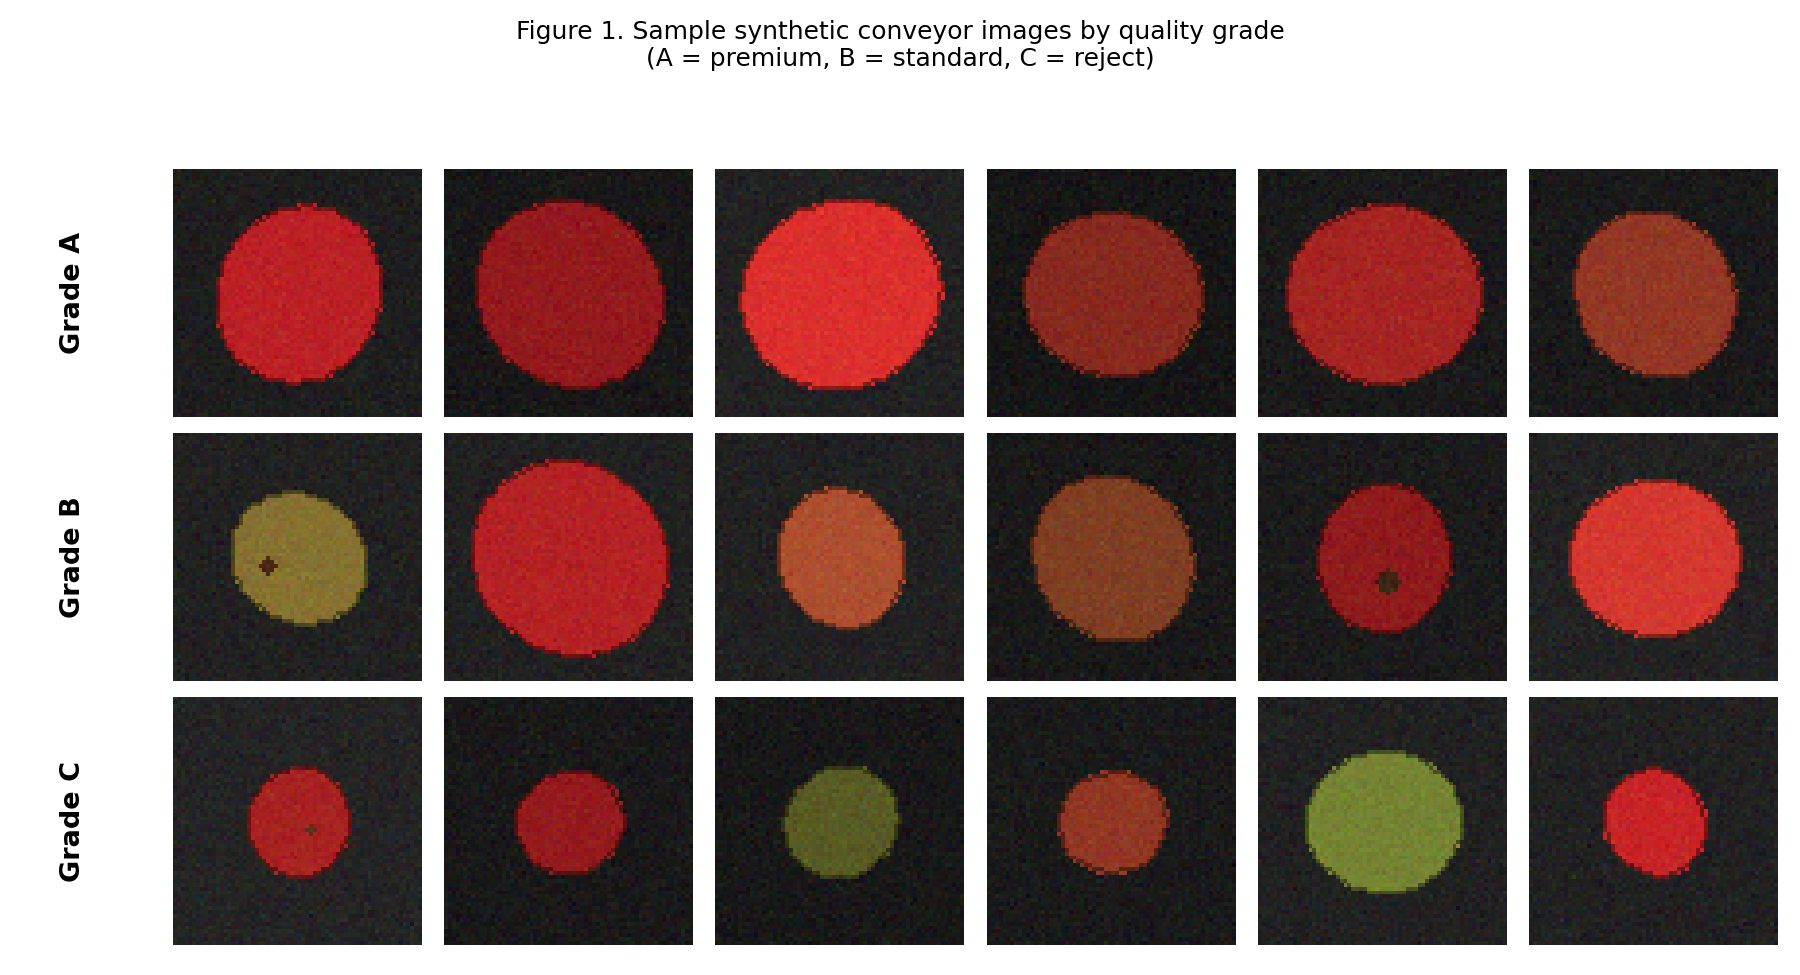 Figure 1. Sample synthetic conveyor images by quality grade
(A = premium, B = standard, C = reject)
Grade A
Grade B
Grade C